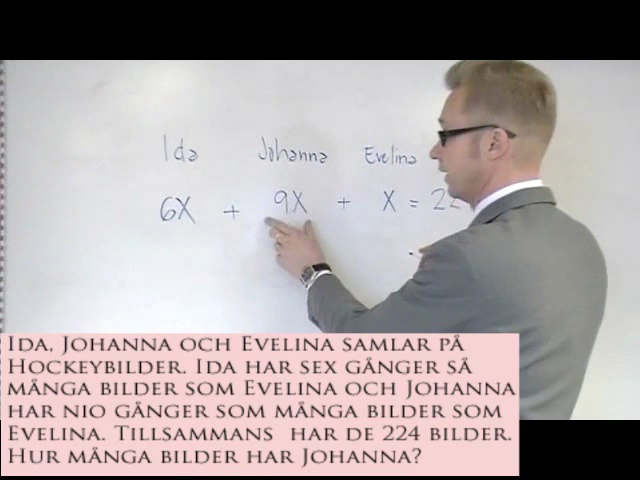 Ida Johanna Evelina
6X + 9X + X = 22
Ida, Johanna och Evelina samlar på
Hockeybilder. Ida har sex gånger så
många bilder som Evelina och Johanna
har nio gånger som många bilder som
Evelina. Tillsammans har de 224 bilder.
Hur många bilder har Johanna?